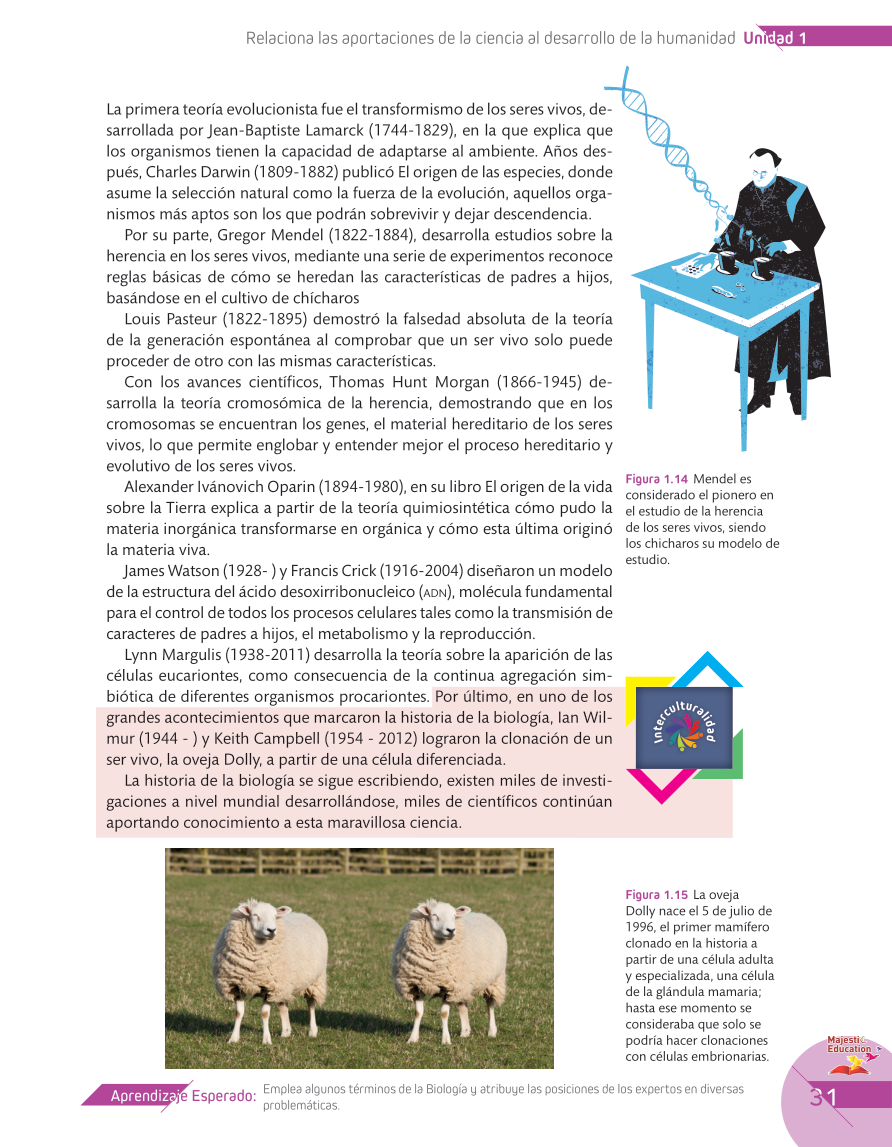 Relaciona las aportaciones de la ciencia al desarrollo de la humanidad Unidad 1
La primera teoría evolucionista fue el transformismo de los seres vivos, de-
sarrollada por Jean-Baptiste Lamarck (1744-1829), en la que explica que
los organismos tienen la capacidad de adaptarse al ambiente. Años des-
pués, Charles Darwin (1809-1882) publicó El origen de las especies, donde
asume la selección natural como la fuerza de la evolución, aquellos orga-
nismos más aptos son los que podrán sobrevivir y dejar descendencia.
Por su parte, Gregor Mendel (1822-1884), desarrolla estudios sobre la
herencia en los seres vivos, mediante una serie de experimentos reconoce
reglas básicas de cómo se heredan las características de padres a hijos,
basándose en el cultivo de chícharos
Louis Pasteur (1822-1895) demostró la falsedad absoluta de la teoría
de la generación espontánea al comprobar que un ser vivo solo puede
proceder de otro con las mismas características.
Con los avances científicos, Thomas Hunt Morgan (1866-1945) de-
sarrolla la teoría cromosómica de la herencia, demostrando que en los
cromosomas se encuentran los genes, el material hereditario de los seres
vivos, lo que permite englobar y entender mejor el proceso hereditario y
evolutivo de los seres vivos.
Alexander Ivánovich Oparin (1894-1980), en su libro El origen de la vida
sobre la Tierra explica a partir de la teoría quimiosintética cómo pudo la
materia inorgánica transformarse en orgánica y cómo esta última originó
la materia viva.
James Watson (1928- ) y Francis Crick (1916-2004) diseñaron un modelo
de la estructura del ácido desoxirribonucleico (ADN), molécula fundamental
para el control de todos los procesos celulares tales como la transmisión de
caracteres de padres a hijos, el metabolismo y la reproducción.
Lynn Margulis (1938-2011) desarrolla la teoría sobre la aparición de las
células eucariontes, como consecuencia de la continua agregación sim-
biótica de diferentes organismos procariontes. Por último, en uno de los
grandes acontecimientos que marcaron la historia de la biología, Ian Wil-
mur (1944 - ) y Keith Campbell (1954 - 2012) lograron la clonación de un
ser vivo, la oveja Dolly, a partir de una célula diferenciada.
La historia de la biología se sigue escribiendo, existen miles de investi-
gaciones a nivel mundial desarrollándose, miles de científicos continúan
aportando conocimiento a esta maravillosa ciencia.
Figura 1.14 Mendel es
considerado el pionero en
el estudio de la herencia
de los seres vivos, siendo
los chicharos su modelo de
estudio.
Interculturalidad
Figura 1.15 La oveja
Dolly nace el 5 de julio de
1996, el primer mamífero
clonado en la historia a
partir de una célula adulta
y especializada, una célula
de la glándula mamaria;
hasta ese momento se
consideraba que solo se
podría hacer clonaciones
con células embrionarias.
Majestic
Education
Aprendizaje Esperado: Emplea algunos términos de la Biología y atribuye las posiciones de los expertos en diversas
problemáticas.
31